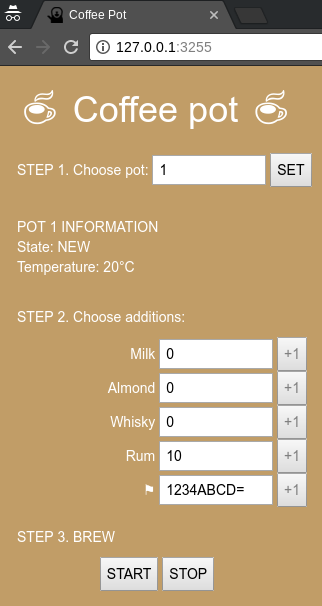 Coffee Pot
127.0.0.1:3255
Coffee pot
STEP 1. Choose pot: 1 SET
POT 1 INFORMATION
State: NEW
Temperature: 20°C
STEP 2. Choose additions:
Milk 0 +1
Almond 0 +1
Whisky 0 +1
Rum 10 +1
⚑ 1234ABCD= +1
STEP 3. BREW
START STOP